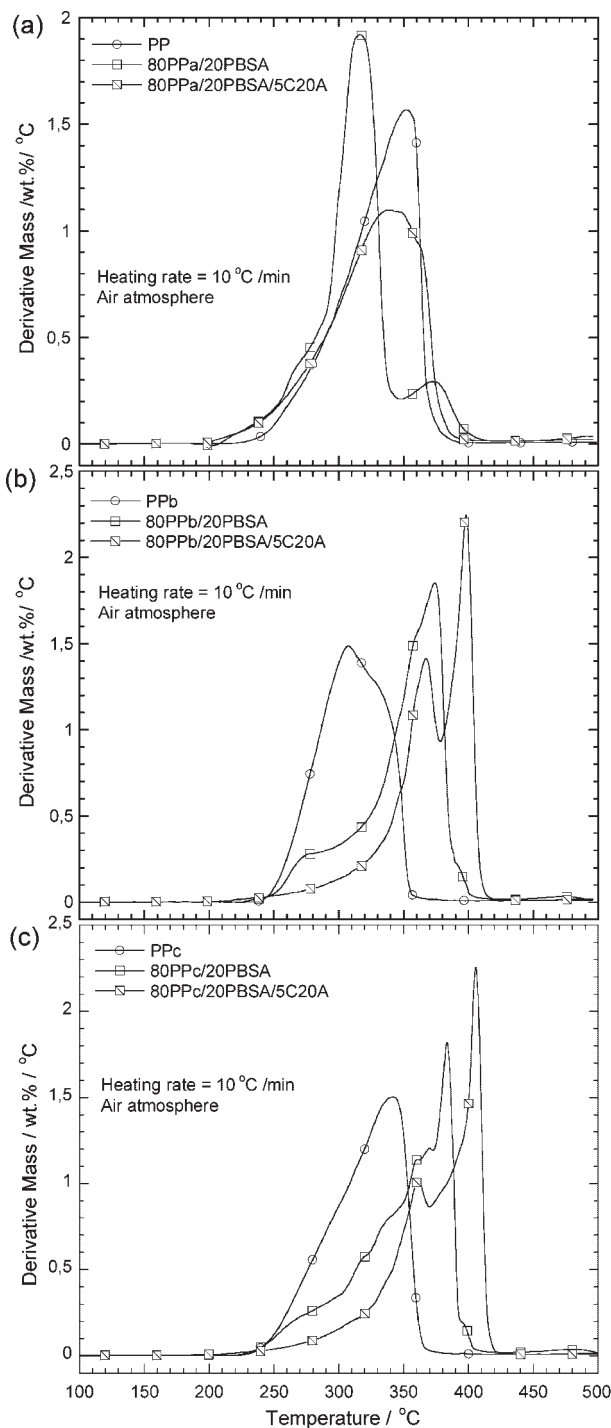 (a)
2
1,5
1
0,5
0
Derivative Mass /wt.%/ °C
PP
80PPa/20PBSA
80PPa/20PBSA/5C20A
Heating rate = 10 °C /min
Air atmosphere
(b)
2,5
2
1,5
1
0,5
0
Derivative Mass /wt.%/ °C
PPb
80PPb/20PBSA
80PPb/20PBSA/5C20A
Heating rate = 10 °C /min
Air atmosphere
(c)
2,5
2
1,5
1
0,5
0
Derivative Mass / wt.% / °C
PPc
80PPc/20PBSA
80PPc/20PBSA/5C20A
Heating rate = 10 °C /min
Air atmosphere
100 150 200 250 300 350 400 450 500
Temperature / °C